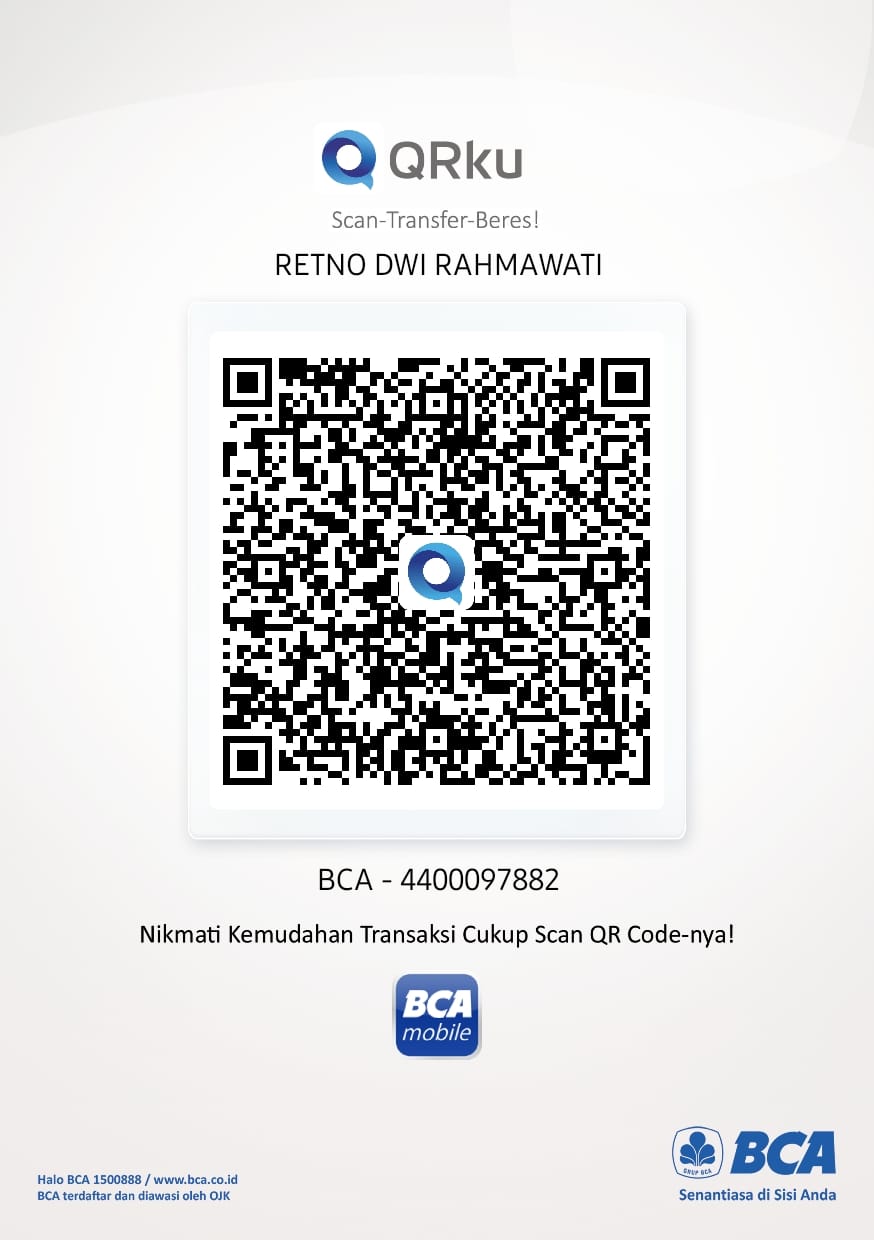 QRku
Scan-Transfer-Beres!
RETNO DWI RAHMAWATI
BCA - 4400097882
Nikmati Kemudahan Transaksi Cukup Scan QR Code-nya!
BCA
mobile
Halo BCA 1500888 / www.bca.co.id
BCA terdaftar dan diawasi oleh OJK
GRUP BCA
BCA
Senantiasa di Sisi Anda